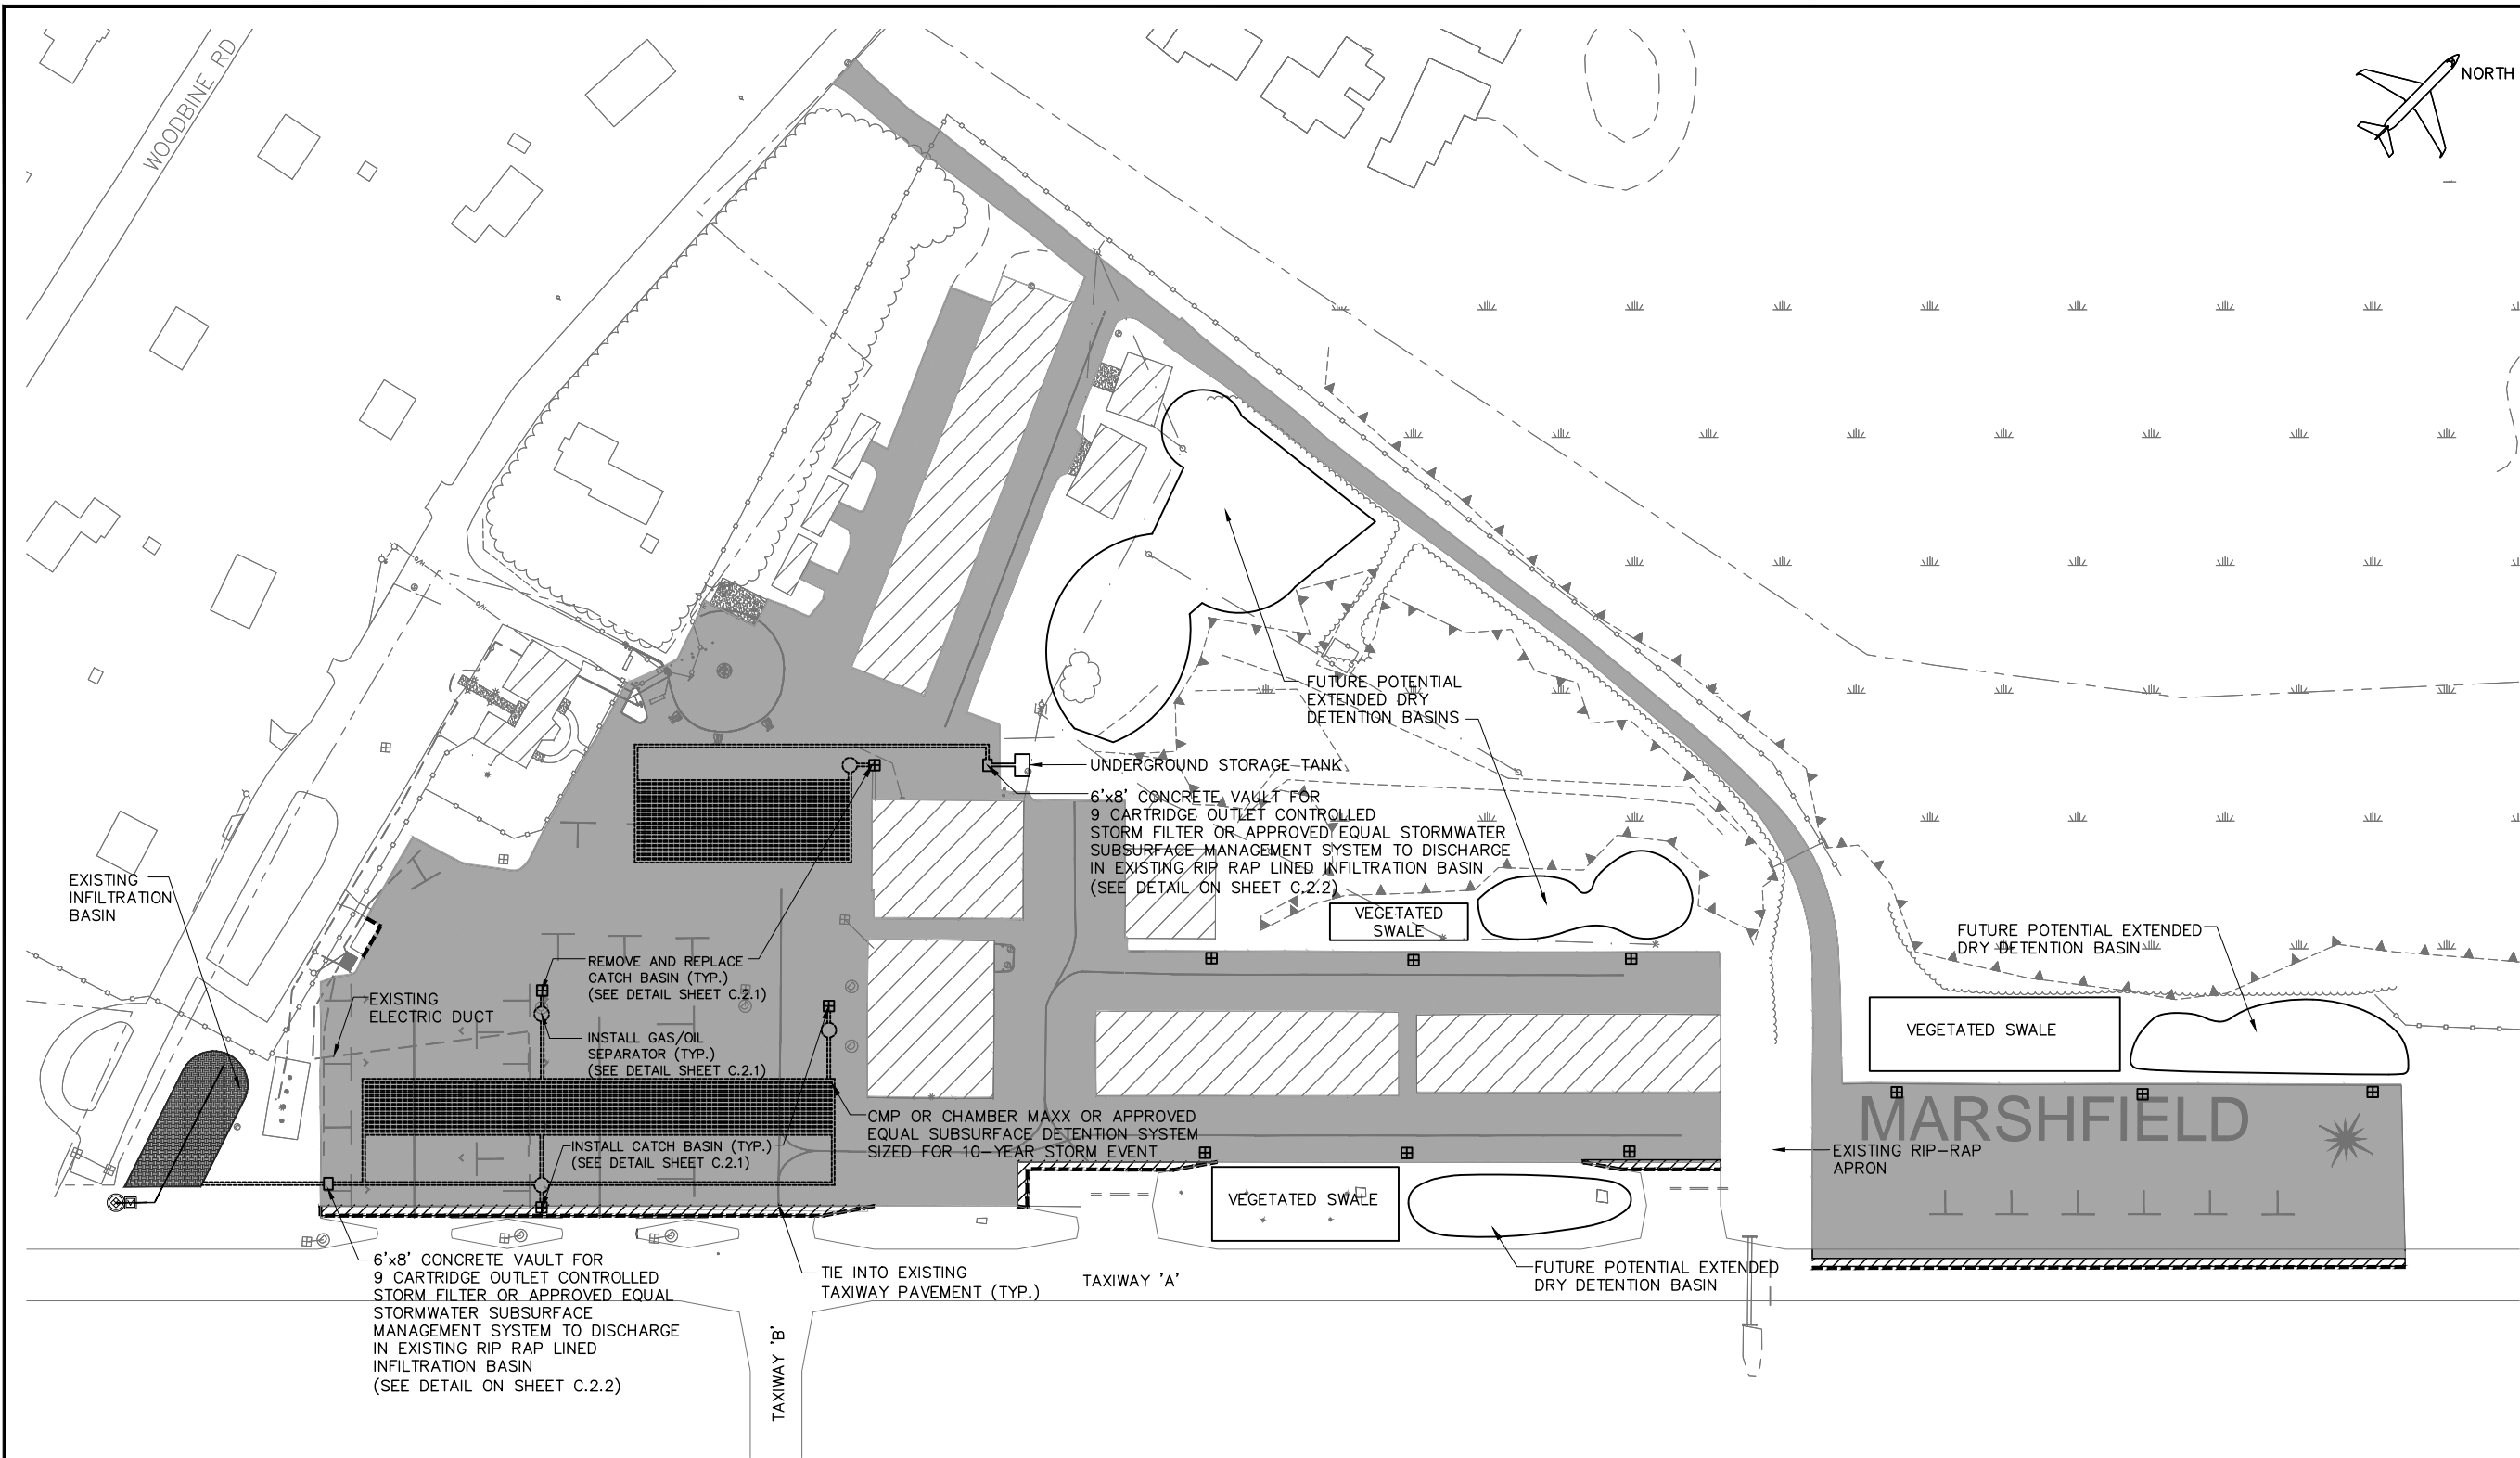 WOODBINE RD
NORTH
FUTURE POTENTIAL
EXTENDED DRY
DETENTION BASINS
UNDERGROUND STORAGE TANK
6'x8' CONCRETE VAULT FOR
9 CARTRIDGE OUTLET CONTROLLED
STORM FILTER OR APPROVED EQUAL STORMWATER
SUBSURFACE MANAGEMENT SYSTEM TO DISCHARGE
IN EXISTING RIP RAP LINED INFILTRATION BASIN
(SEE DETAIL ON SHEET C.2.2)
EXISTING
INFILTRATION
BASIN
VEGETATED
SWALE
FUTURE POTENTIAL EXTENDED
DRY DETENTION BASIN
REMOVE AND REPLACE
CATCH BASIN (TYP.)
(SEE DETAIL SHEET C.2.1)
EXISTING
ELECTRIC DUCT
INSTALL GAS/OIL
SEPARATOR (TYP.)
(SEE DETAIL SHEET C.2.1)
VEGETATED SWALE
CMP OR CHAMBER MAXX OR APPROVED
EQUAL SUBSURFACE DETENTION SYSTEM
SIZED FOR 10-YEAR STORM EVENT
MARSHFIELD
INSTALL CATCH BASIN (TYP.)
(SEE DETAIL SHEET C.2.1)
EXISTING RIP-RAP
APRON
VEGETATED SWALE
6'x8' CONCRETE VAULT FOR
9 CARTRIDGE OUTLET CONTROLLED
STORM FILTER OR APPROVED EQUAL
STORMWATER SUBSURFACE
MANAGEMENT SYSTEM TO DISCHARGE
IN EXISTING RIP RAP LINED
INFILTRATION BASIN
(SEE DETAIL ON SHEET C.2.2)
TIE INTO EXISTING
TAXIWAY PAVEMENT (TYP.)
TAXIWAY 'A'
FUTURE POTENTIAL EXTENDED
DRY DETENTION BASIN
TAXIWAY 'B'